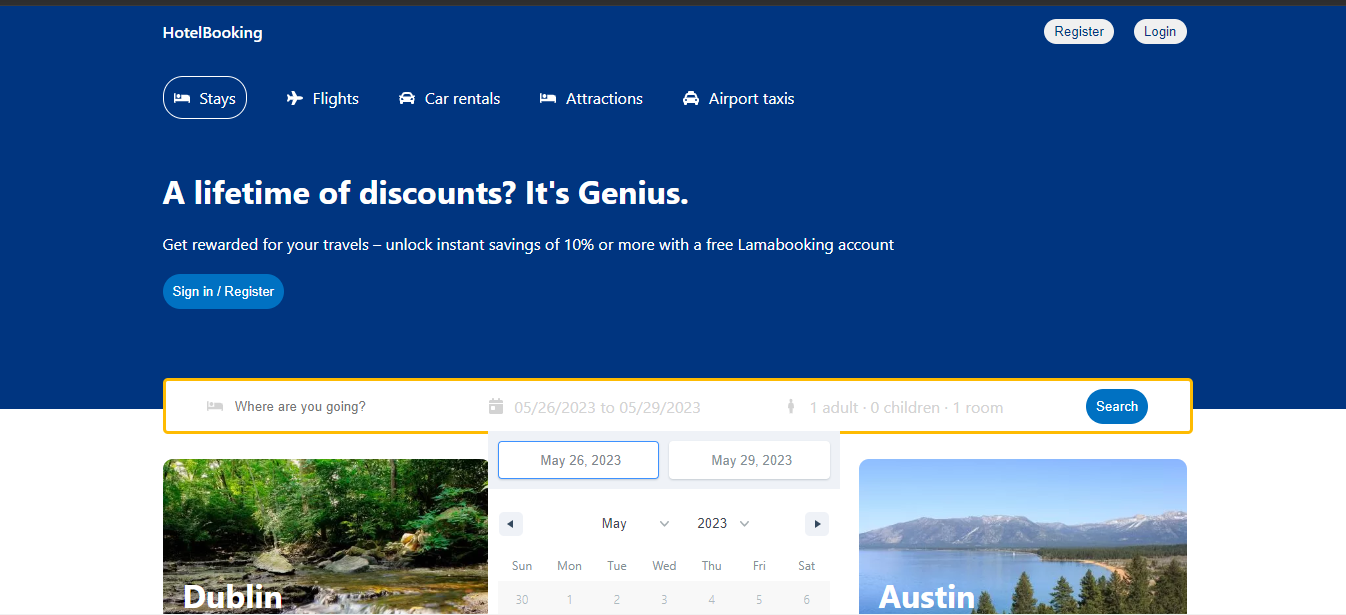 HotelBooking
Register Login
Stays Flights Car rentals Attractions Airport taxis
A lifetime of discounts? It's Genius.
Get rewarded for your travels – unlock instant savings of 10% or more with a free Lamabooking account
Sign in / Register
Where are you going? 05/26/2023 to 05/29/2023 1 adult · 0 children · 1 room Search
May 26, 2023 May 29, 2023
May 2023
Sun Mon Tue Wed Thu Fri Sat
30 1 2 3 4 5 6
Dublin Austin